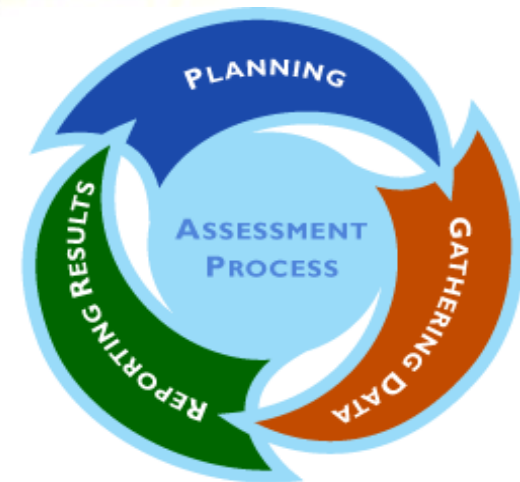 PLANNING
ASSESSMENT
PROCESS
GATHERING DATA
REPORTING RESULTS